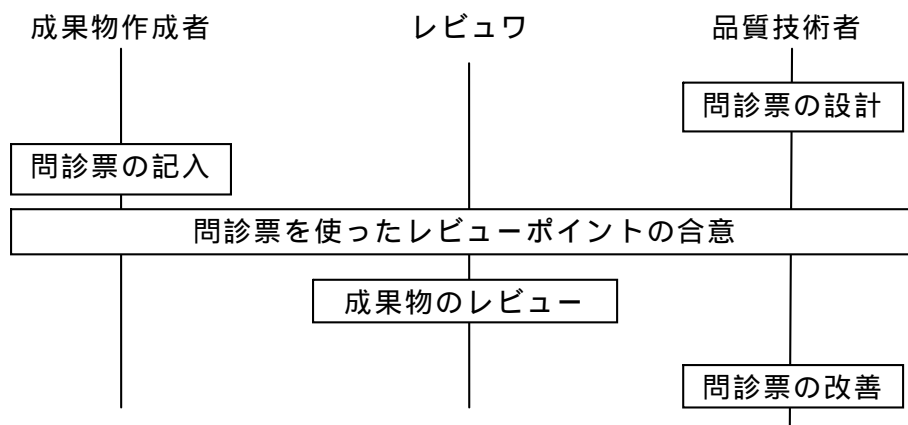 成果物作成者
レビュワ
品質技術者
問診票の設計
問診票の記入
問診票を使ったレビューポイントの合意
成果物のレビュー
問診票の改善